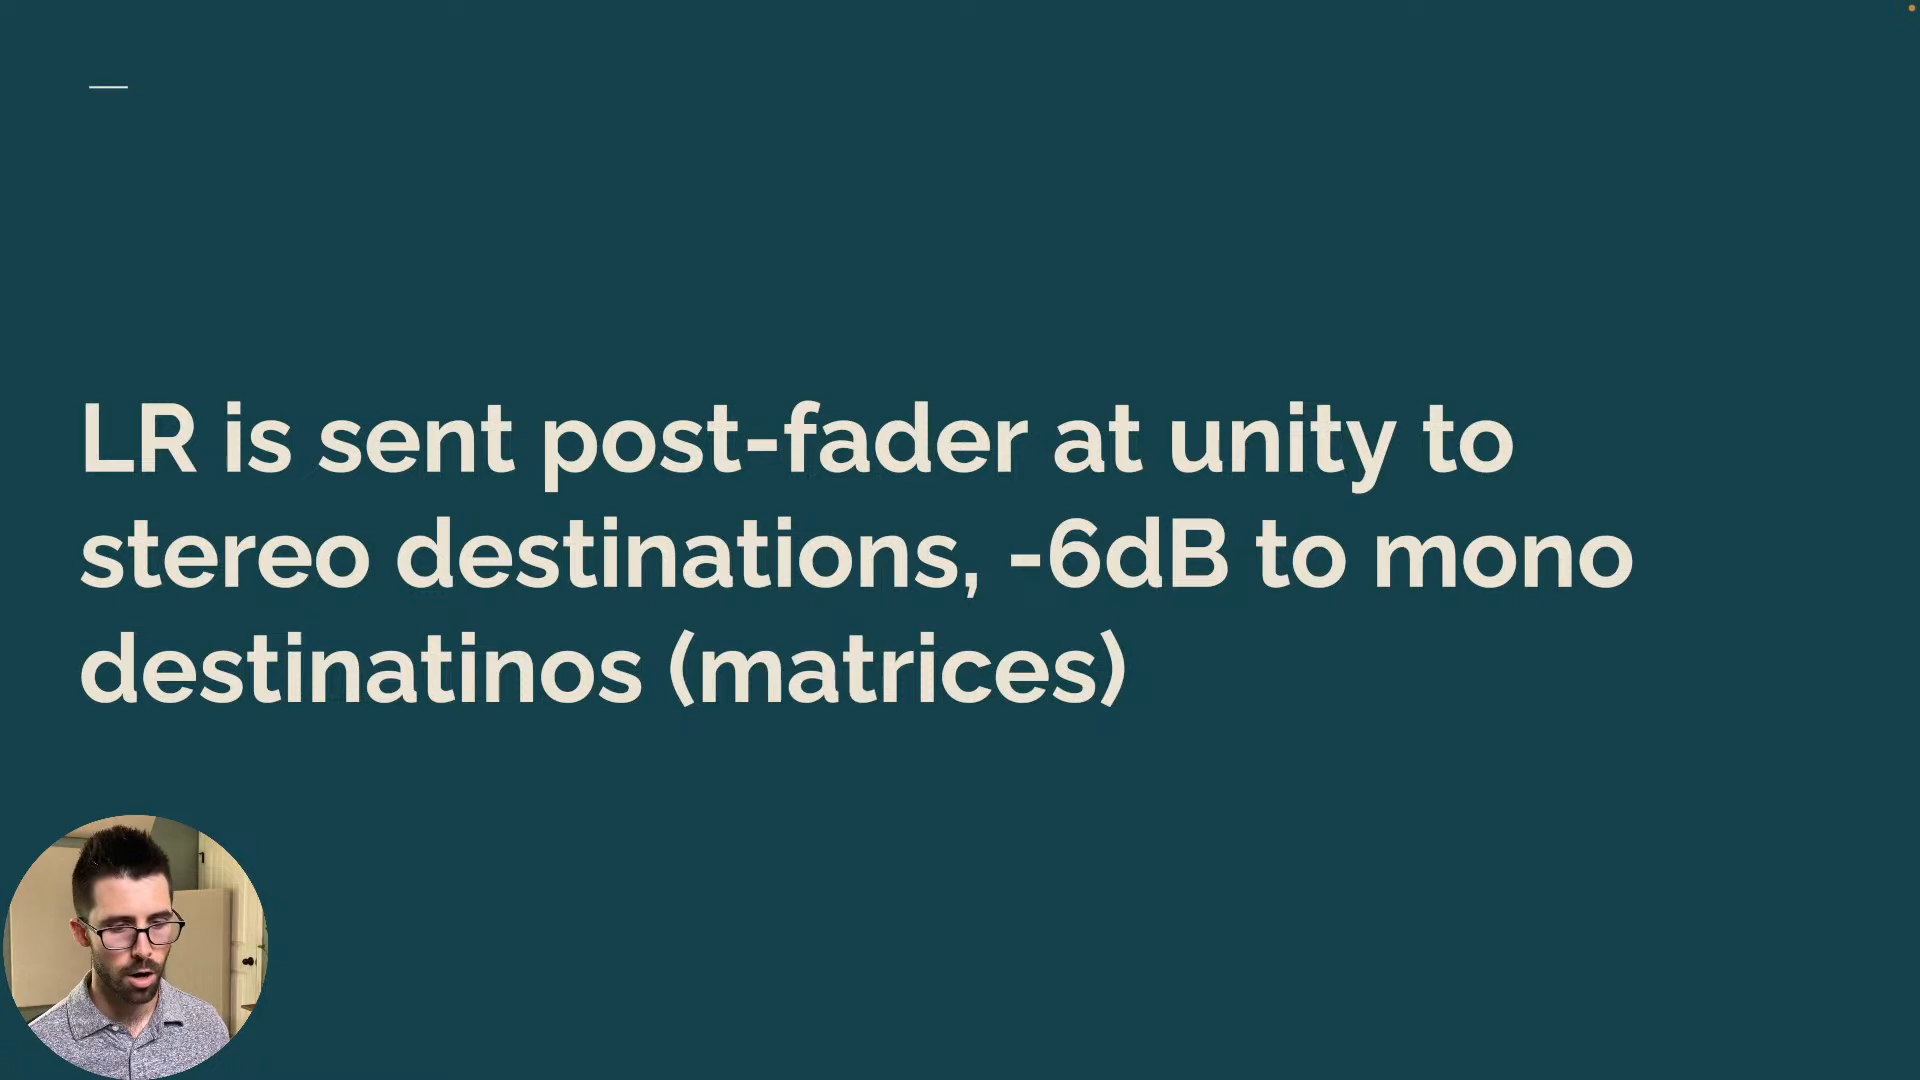 LR is sent post-fader at unity to
stereo destinations, -6dB to mono
destinatinos (matrices)